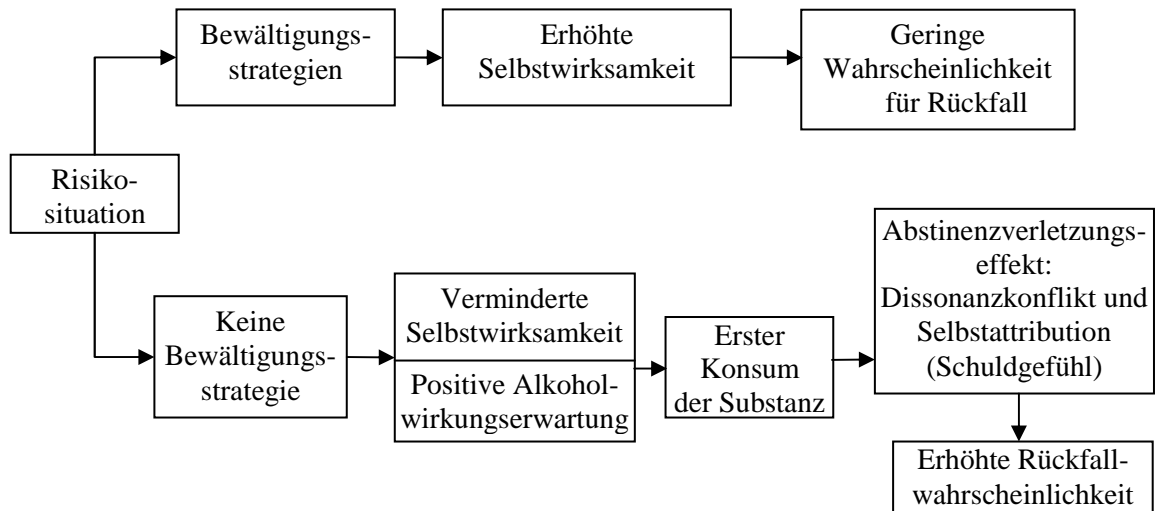 Bewältigungs-
strategien
Erhöhte
Selbstwirksamkeit
Geringe
Wahrscheinlichkeit
für Rückfall
Risiko-
situation
Keine
Bewältigungs-
strategie
Verminderte
Selbstwirksamkeit
Positive Alkohol-
wirkungserwartung
Erster
Konsum
der Substanz
Abstinenzverletzungs-
effekt:
Dissonanzkonflikt und
Selbstattribution
(Schuldgefühl)
Erhöhte Rückfall-
wahrscheinlichkeit